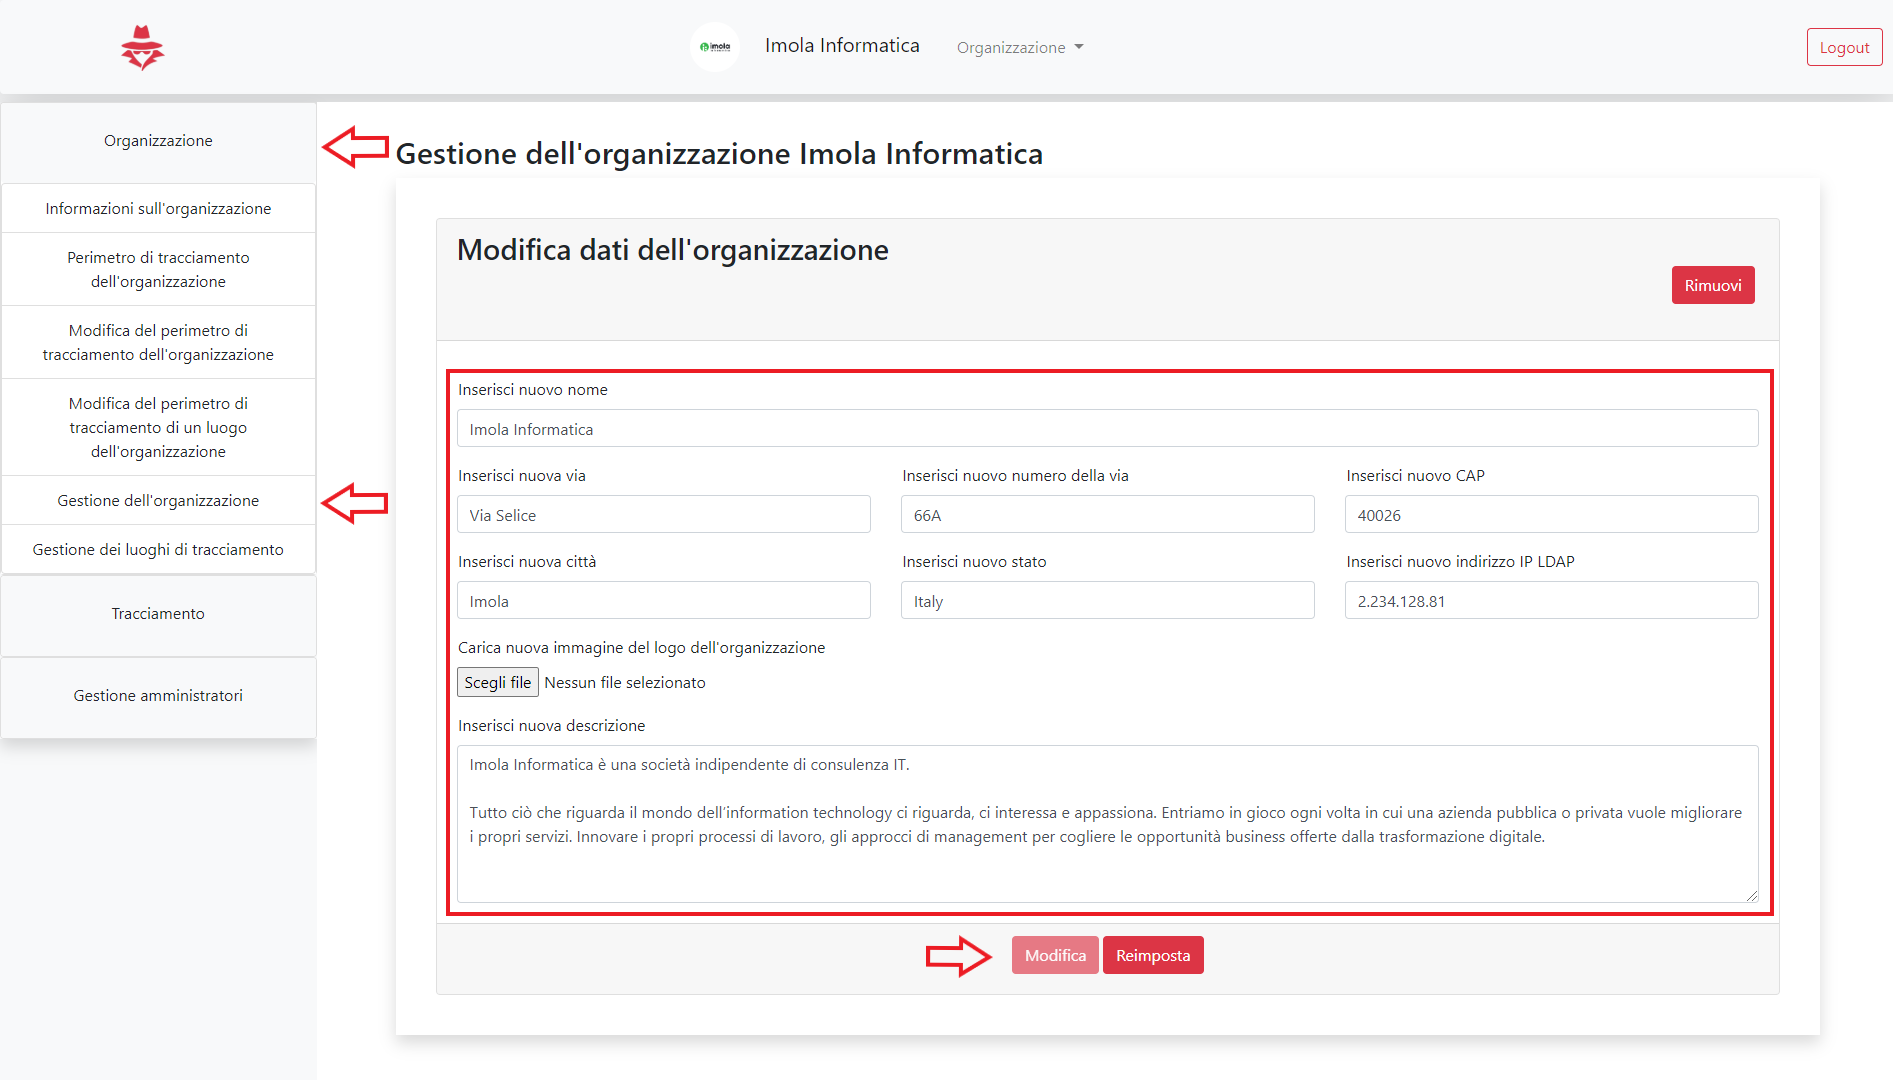 imola
Imola Informatica
Organizzazione
Logout
Organizzazione
Informazioni sull'organizzazione
Perimetro di tracciamento
dell'organizzazione
Modifica del perimetro di
tracciamento dell'organizzazione
Modifica del perimetro di
tracciamento di un luogo
dell'organizzazione
Gestione dell'organizzazione
Gestione dei luoghi di tracciamento
Tracciamento
Gestione amministratori
Gestione dell'organizzazione Imola Informatica
Modifica dati dell'organizzazione
Rimuovi
Inserisci nuovo nome
Imola Informatica
Inserisci nuova via
Inserisci nuovo numero della via
Inserisci nuovo CAP
Via Selice
66A
40026
Inserisci nuova città
Inserisci nuovo stato
Inserisci nuovo indirizzo IP LDAP
Imola
Italy
2.234.128.81
Carica nuova immagine del logo dell'organizzazione
Scegli file Nessun file selezionato
Inserisci nuova descrizione
Imola Informatica è una società indipendente di consulenza IT.
Tutto ciò che riguarda il mondo dell’information technology ci riguarda, ci interessa e appassiona. Entriamo in gioco ogni volta in cui una azienda pubblica o privata vuole migliorare
i propri servizi. Innovare i propri processi di lavoro, gli approcci di management per cogliere le opportunità business offerte dalla trasformazione digitale.
Modifica
Reimposta